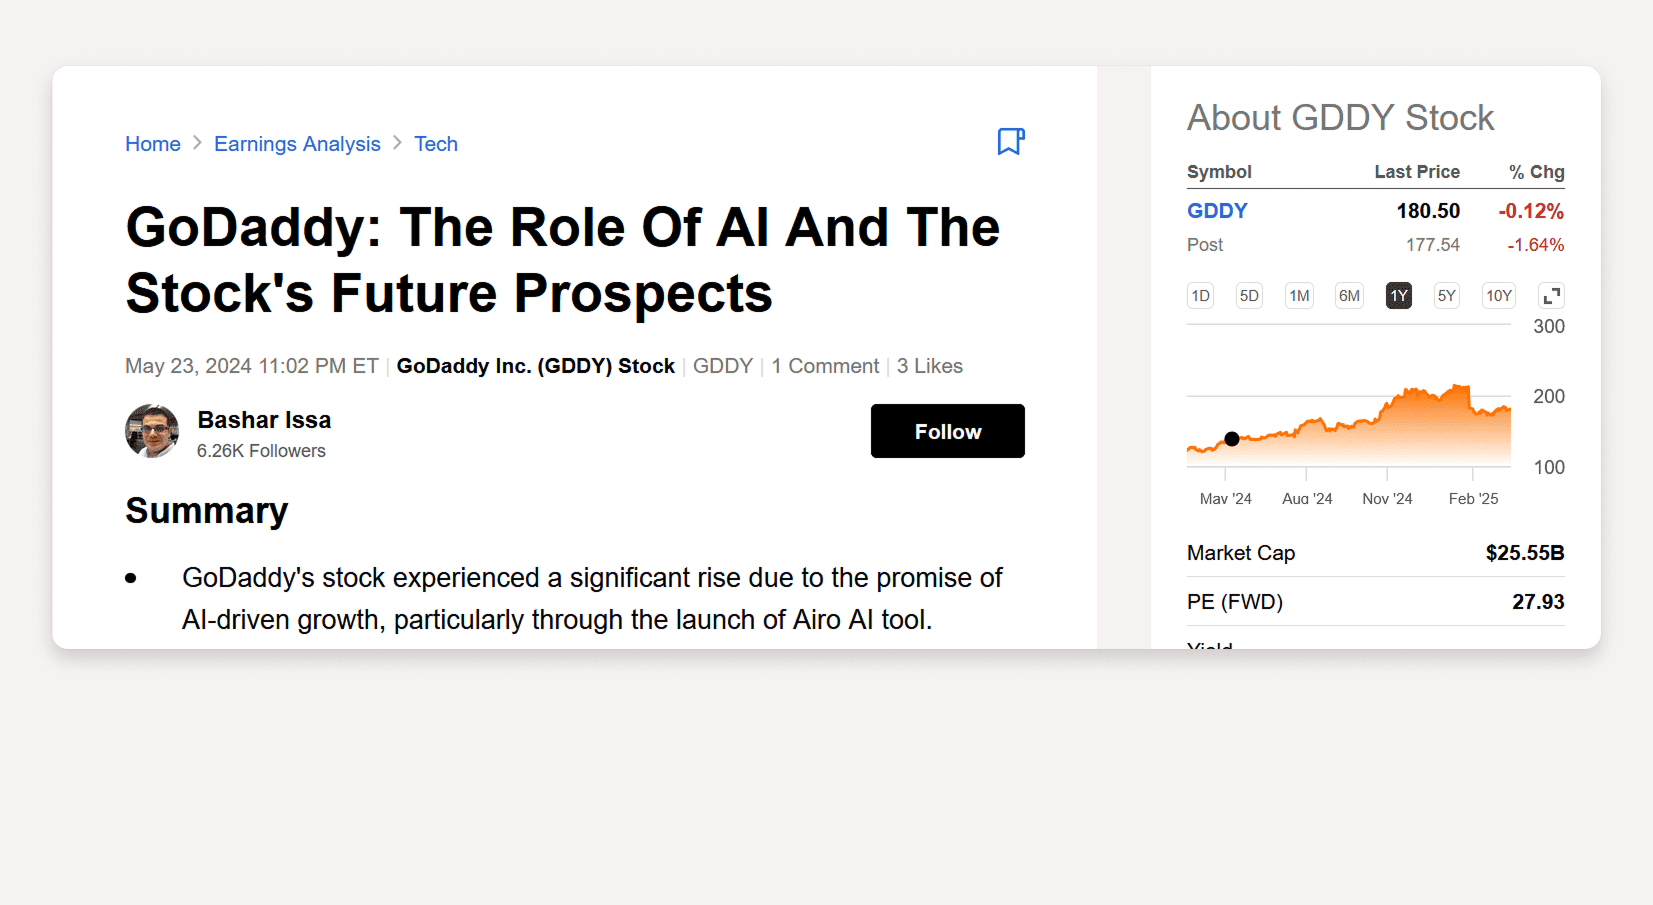 Home > Earnings Analysis > Tech
GoDaddy: The Role Of AI And The
Stock's Future Prospects
May 23, 2024 11:02 PM ET | GoDaddy Inc. (GDDY) Stock | GDDY | 1 Comment | 3 Likes
Bashar Issa
6.26K Followers
Follow
Summary
• GoDaddy's stock experienced a significant rise due to the promise of
AI-driven growth, particularly through the launch of Airo AI tool.
About GDDY Stock
Symbol Last Price % Chg
GDDY 180.50 -0.12%
Post 177.54 -1.64%
1D 5D 1M 6M 1Y 5Y 10Y
300
200
100
May '24 Aug '24 Nov '24 Feb '25
Market Cap $25.55B
PE (FWD) 27.93
Yield